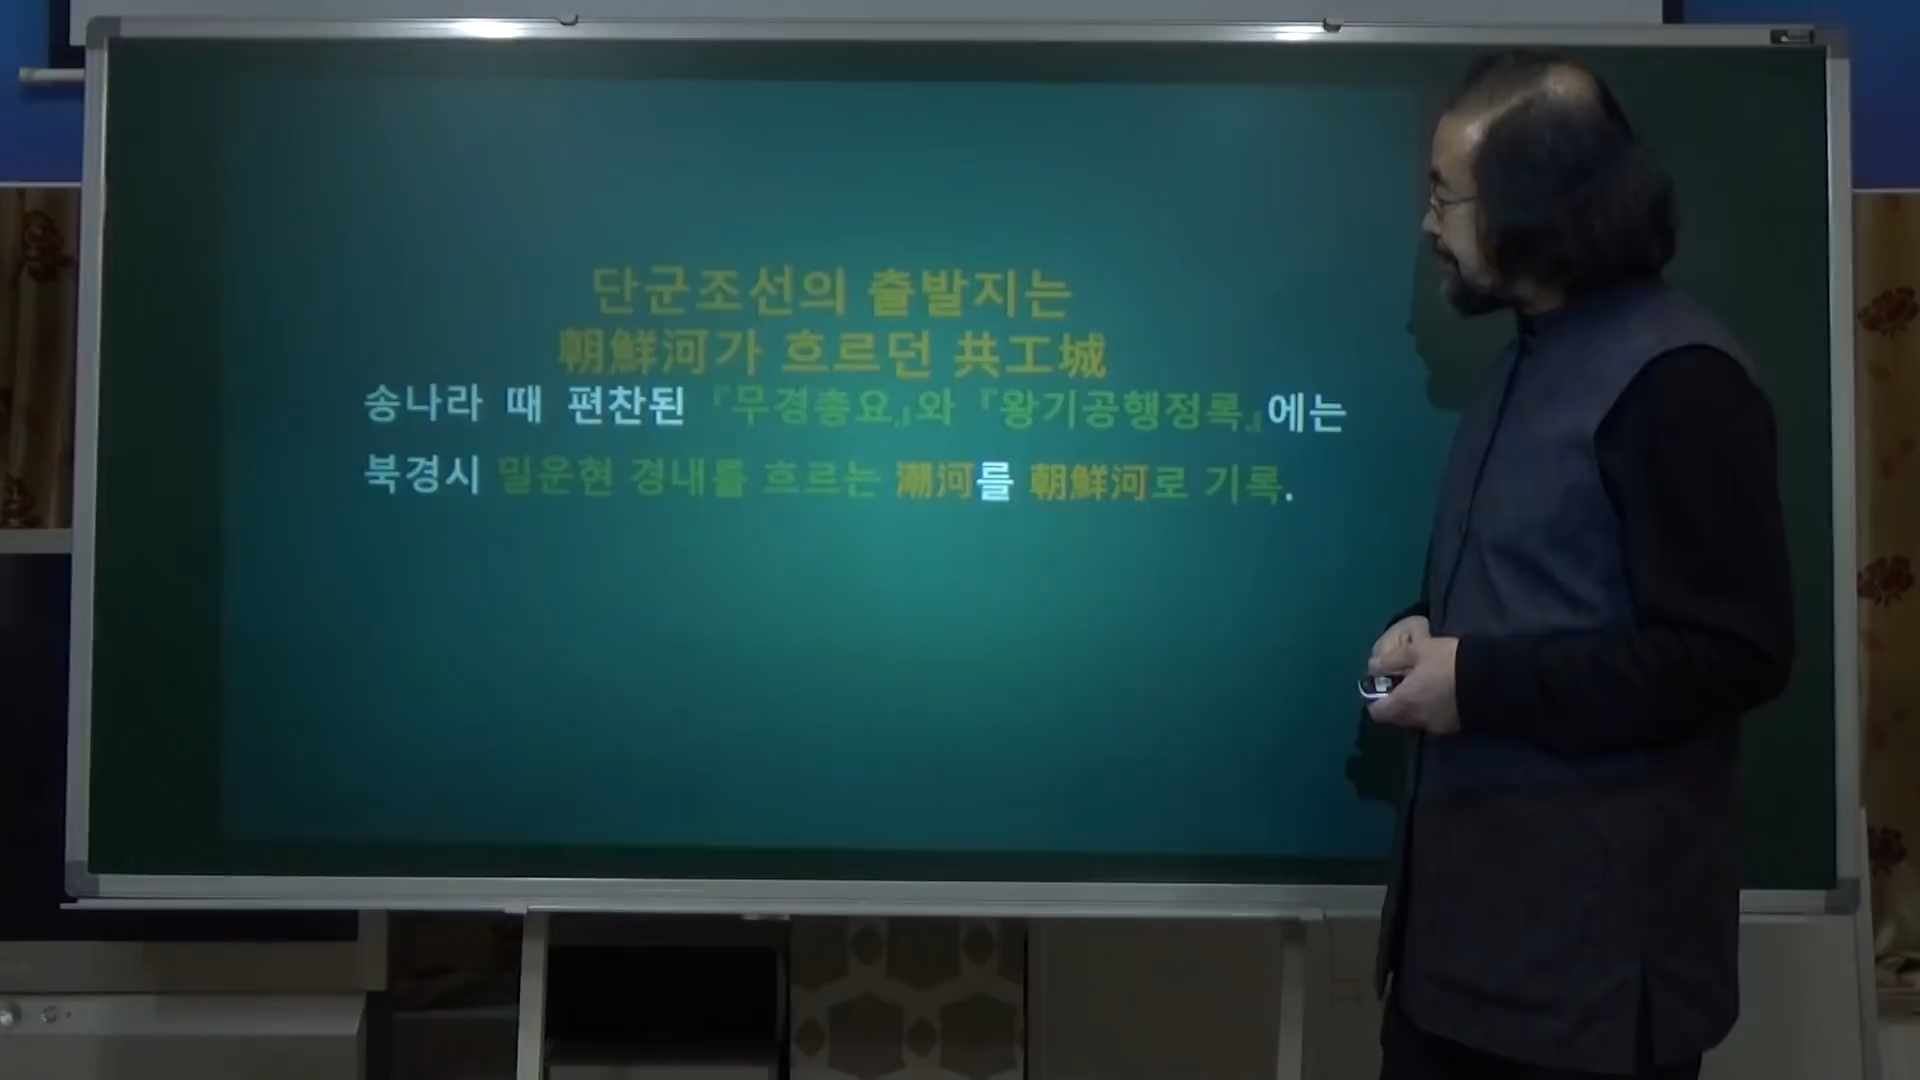 단군조선의 출발지는
朝鮮河가 흐르던 共工城
송나라 때 편찬된 『무경총요』와 『왕기공행정록』에는
북경시 밀운현 경내를 흐르는 潮河를 朝鮮河로 기록.